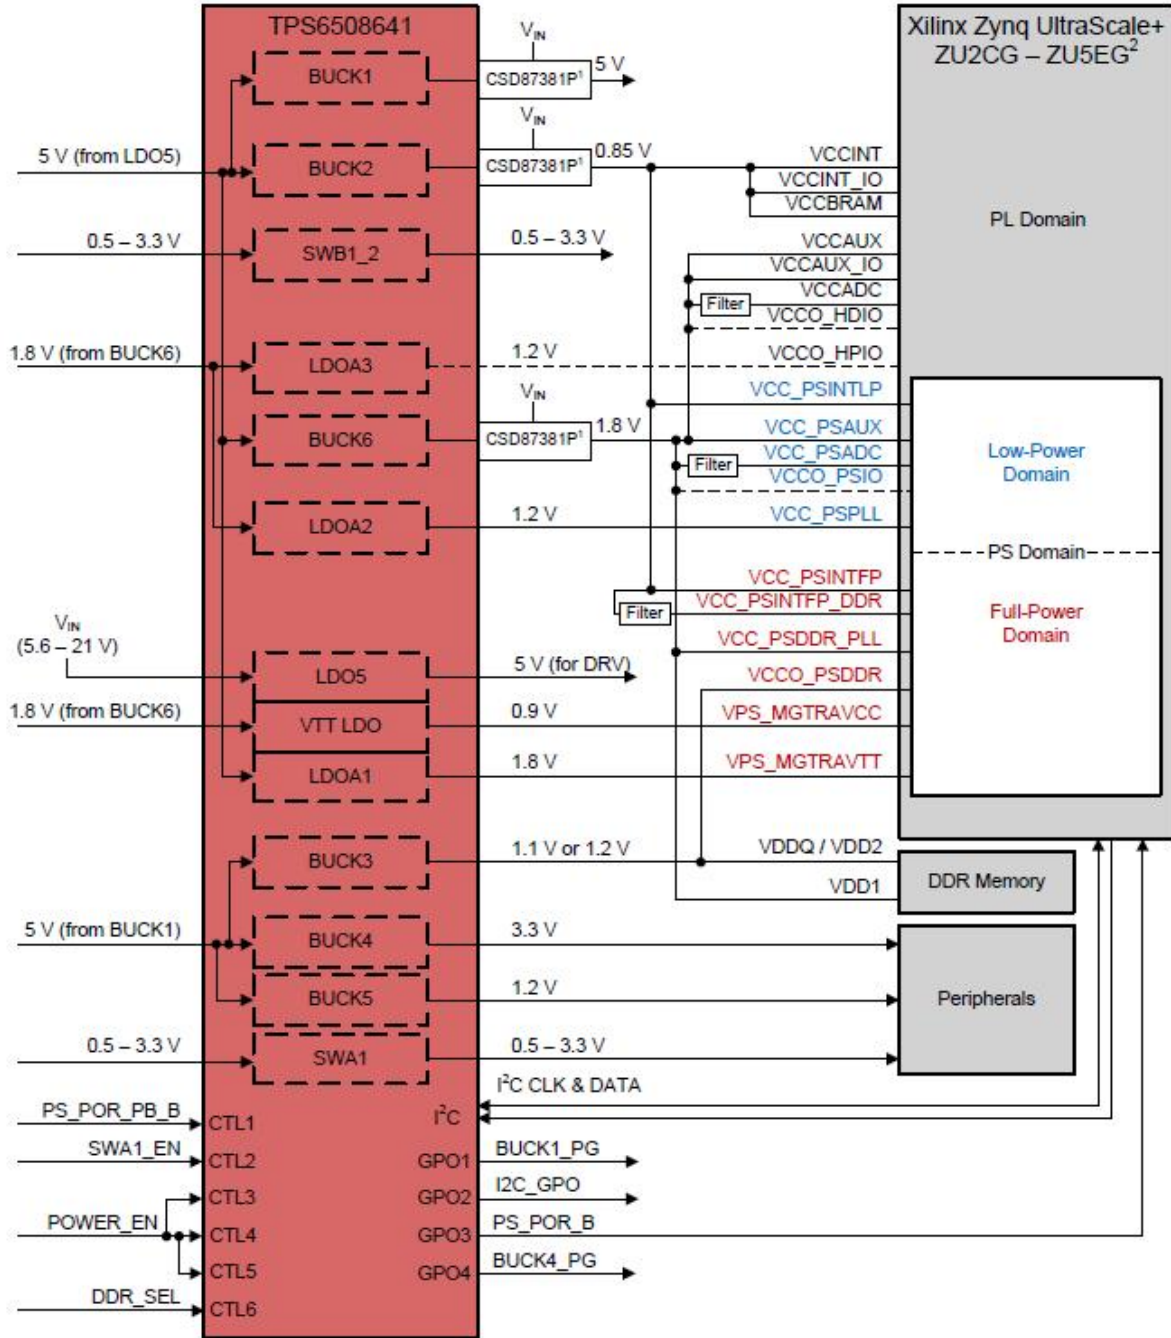 TPS6508641
Xilinx Zynq UltraScale+
ZU2CG – ZU5EG²
V_IN
BUCK1
CSD87381P¹
5 V
V_IN
5 V (from LDO5)
BUCK2
CSD87381P¹
0.85 V
VCCINT
VCCINT_IO
VCCBRAM
PL Domain
0.5 – 3.3 V
SWB1_2
0.5 – 3.3 V
VCCAUX
VCCAUX_IO
Filter
VCCADC
VCCO_HDIO
1.8 V (from BUCK6)
LDOA3
1.2 V
VCCO_HPIO
V_IN
VCC_PSINTLP
BUCK6
CSD87381P¹
1.8 V
VCC_PSAUX
Filter
VCC_PSADC
VCCO_PSIO
Low-Power
Domain
LDOA2
1.2 V
VCC_PSPLL
PS Domain
VCC_PSINTFP
Filter
VCC_PSINTFP_DDR
Full-Power
Domain
V_IN
(5.6 – 21 V)
VCC_PSDDR_PLL
LDO5
5 V (for DRV)
VCCO_PSDDR
1.8 V (from BUCK6)
VTT LDO
0.9 V
VPS_MGTRAVCC
LDOA1
1.8 V
VPS_MGTRAVTT
BUCK3
1.1 V or 1.2 V
VDDQ / VDD2
VDD1
DDR Memory
5 V (from BUCK1)
BUCK4
3.3 V
BUCK5
1.2 V
Peripherals
0.5 – 3.3 V
SWA1
0.5 – 3.3 V
I²C CLK & DATA
I²C
PS_POR_PB_B
CTL1
SWA1_EN
CTL2
GPO1
BUCK1_PG
CTL3
GPO2
I2C_GPO
POWER_EN
CTL4
GPO3
PS_POR_B
CTL5
GPO4
BUCK4_PG
DDR_SEL
CTL6